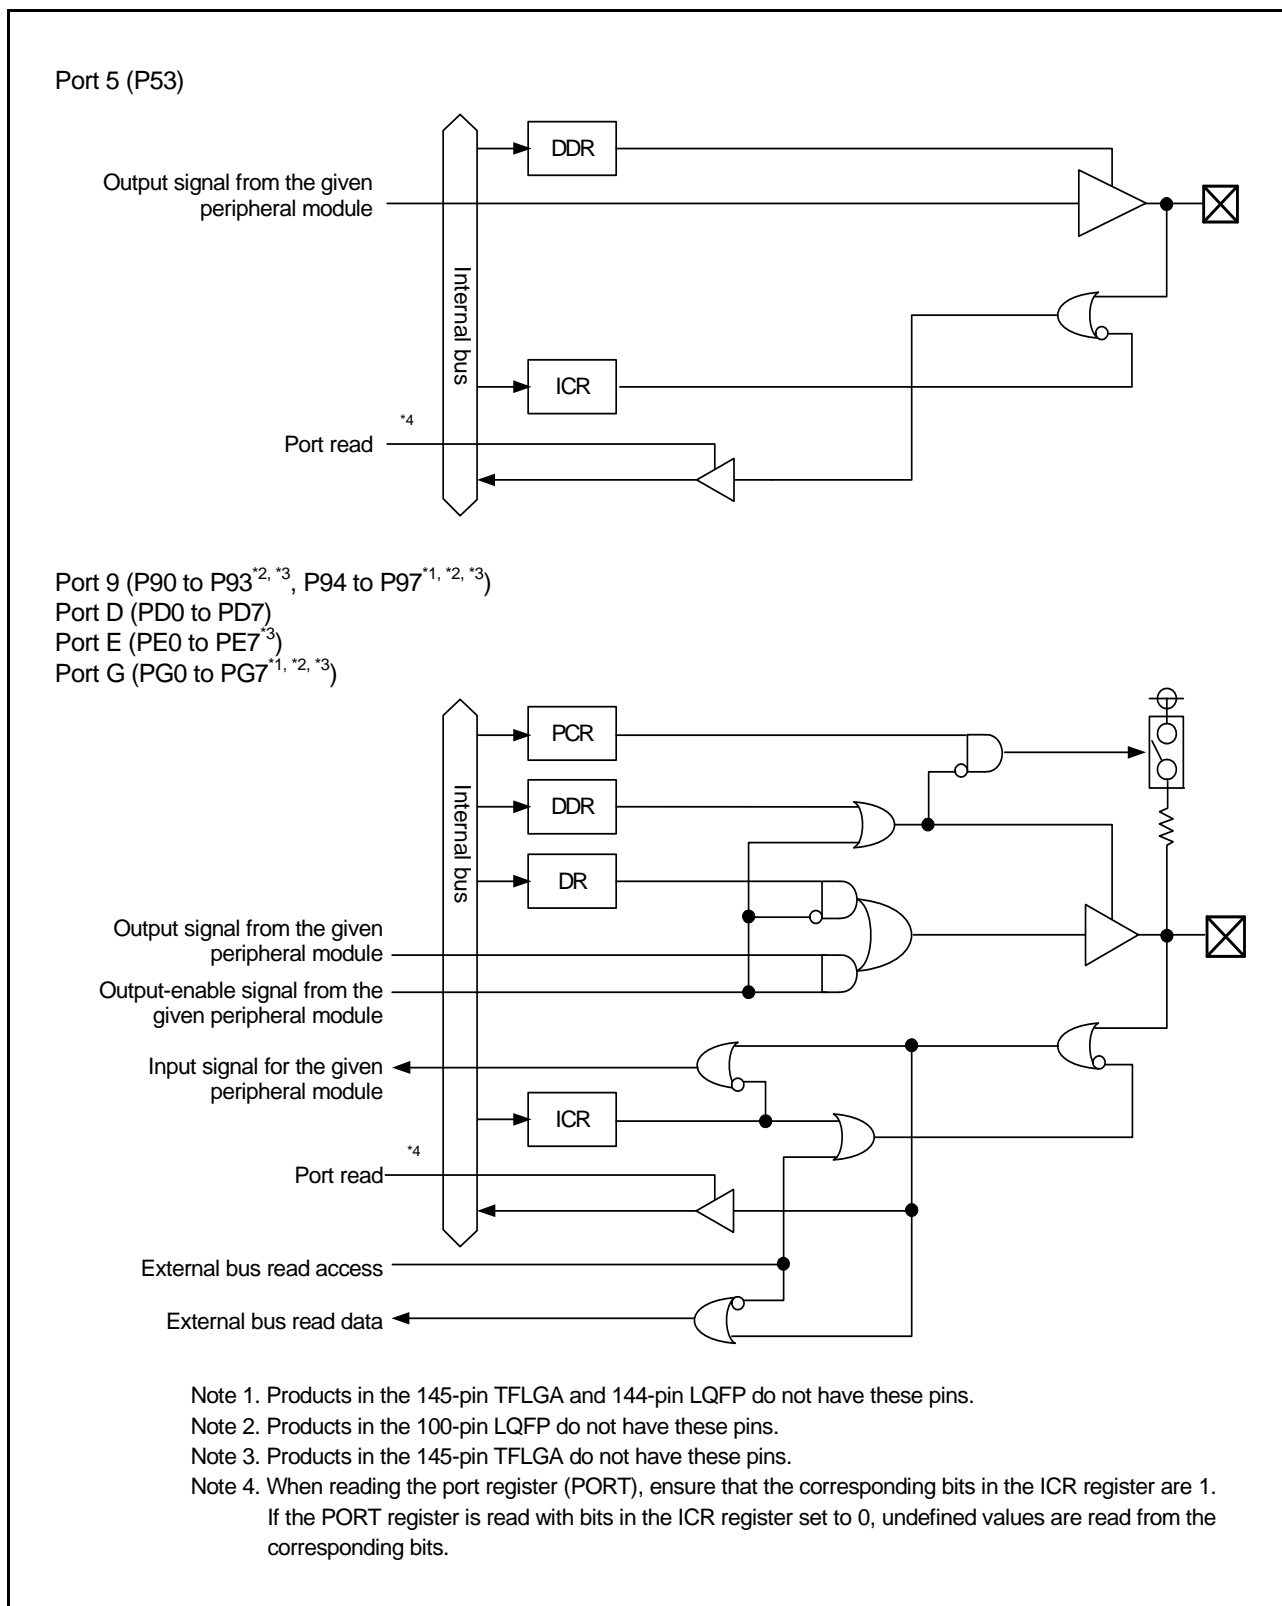 Port 5 (P53)
DDR
Output signal from the given
peripheral module
Internal bus
ICR
*4
Port read
Port 9 (P90 to P93*2, *3, P94 to P97*1, *2, *3)
Port D (PD0 to PD7)
Port E (PE0 to PE7*3)
Port G (PG0 to PG7*1, *2, *3)
PCR
DDR
Internal bus
DR
Output signal from the given
peripheral module
Output-enable signal from the
given peripheral module
Input signal for the given
peripheral module
ICR
*4
Port read
External bus read access
External bus read data
Note 1. Products in the 145-pin TFLGA and 144-pin LQFP do not have these pins.
Note 2. Products in the 100-pin LQFP do not have these pins.
Note 3. Products in the 145-pin TFLGA do not have these pins.
Note 4. When reading the port register (PORT), ensure that the corresponding bits in the ICR register are 1.
If the PORT register is read with bits in the ICR register set to 0, undefined values are read from the
corresponding bits.